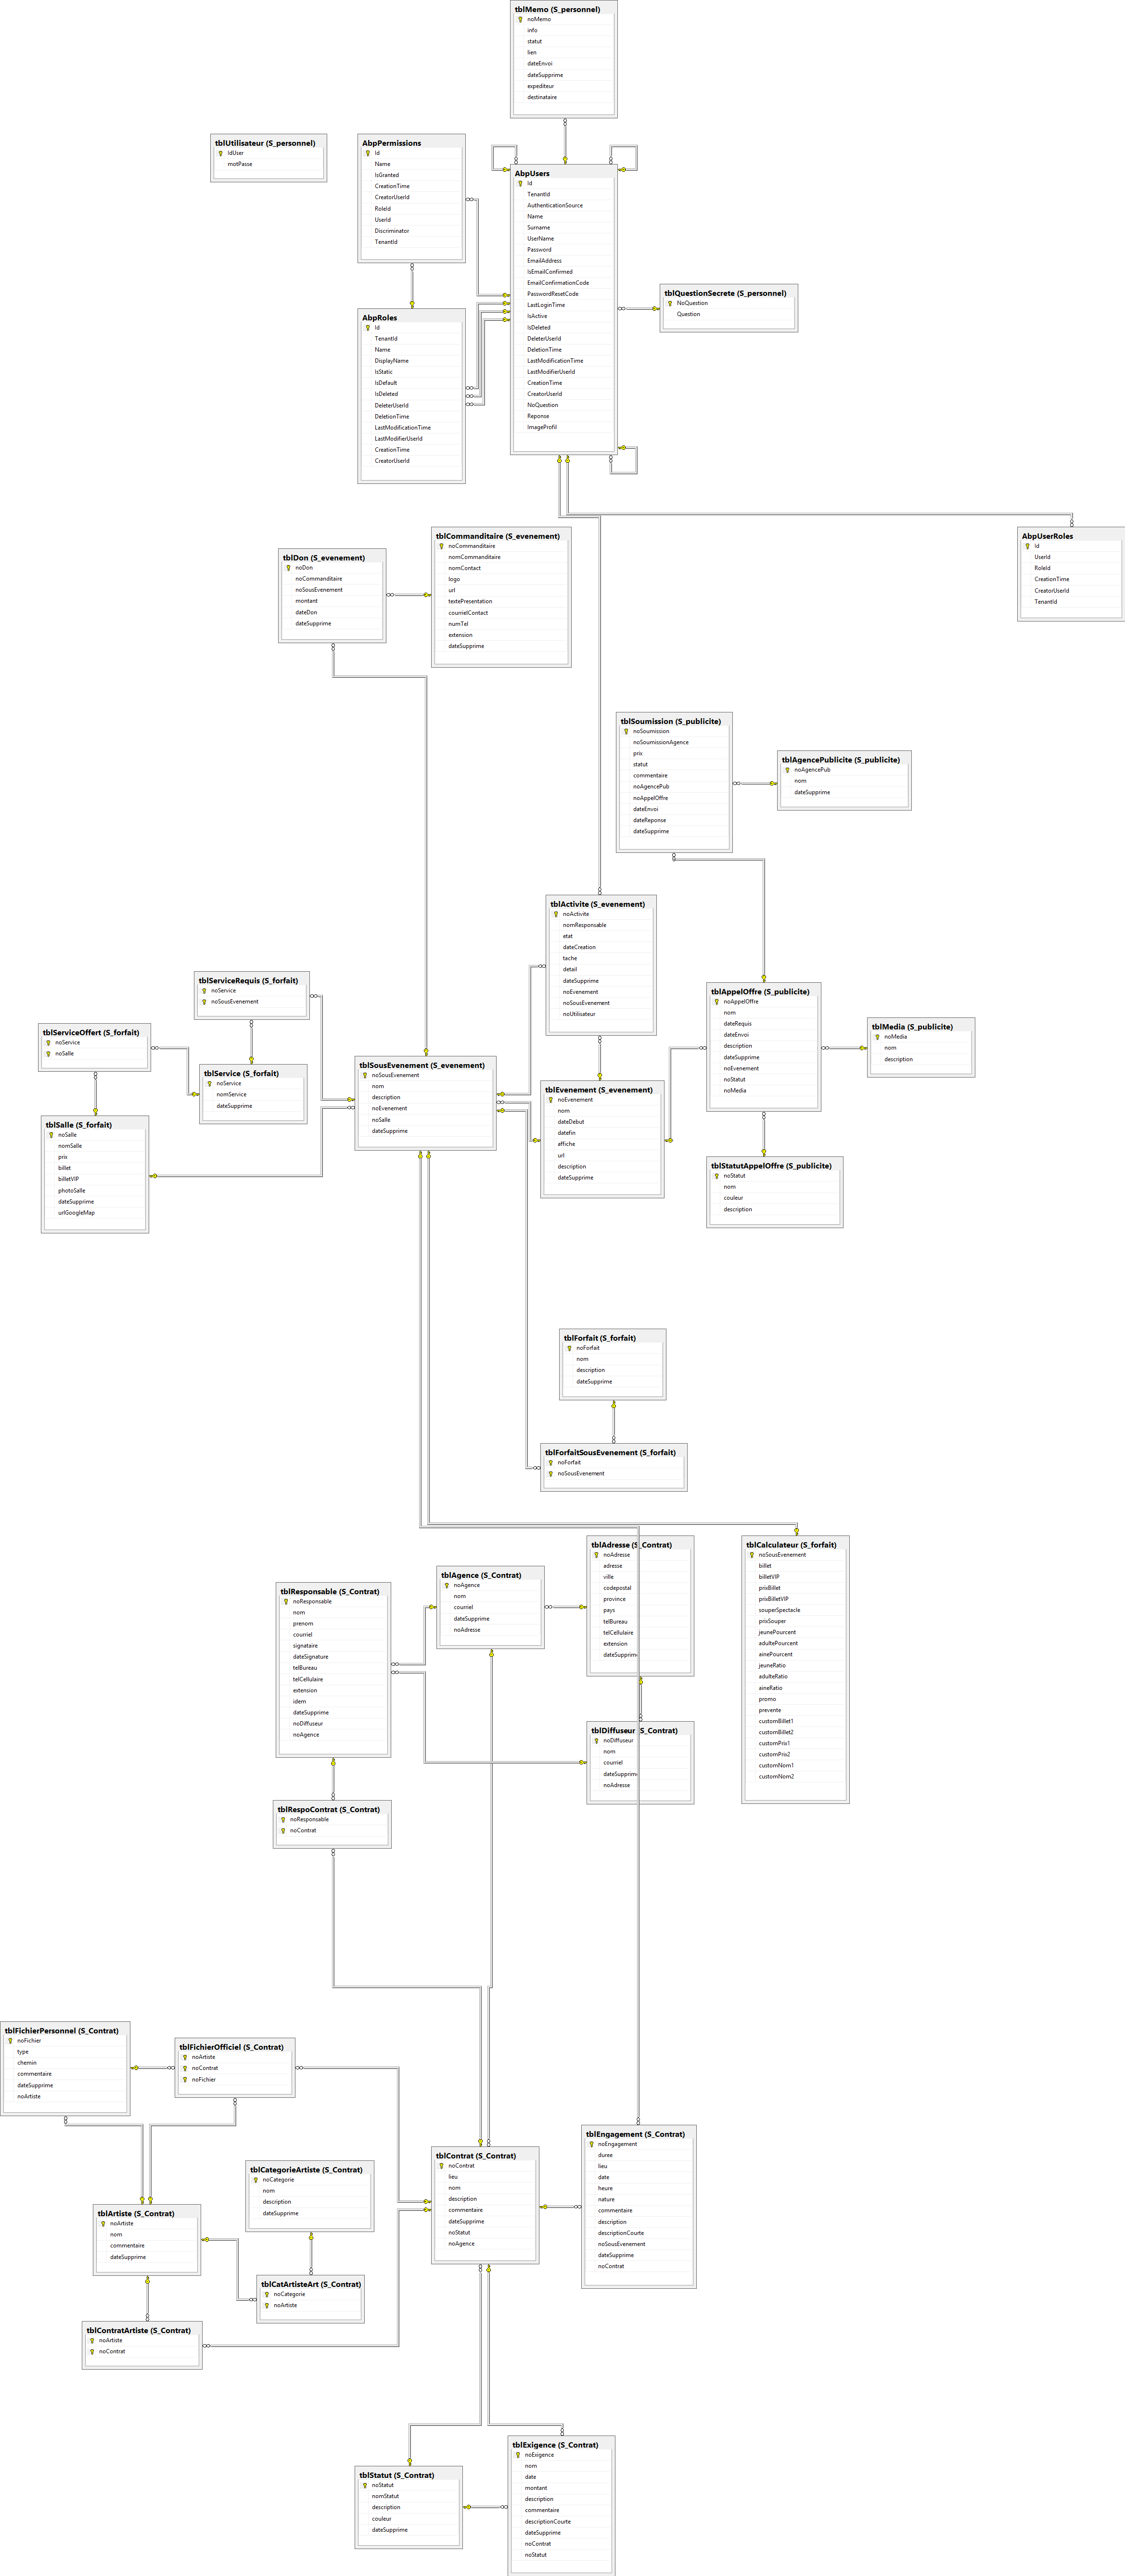 tblMemo (S_personnel)
noMemo
info
statut
lien
dateEnvoi
dateSupprime
expediteur
destinataire
tblUtilisateur (S_personnel)
IdUser
motPasse
AbpPermissions
Id
Name
IsGranted
CreationTime
CreatorUserId
RoleId
UserId
Discriminator
TenantId
AbpUsers
Id
TenantId
AuthenticationSource
Name
Surname
UserName
Password
EmailAddress
IsEmailConfirmed
EmailConfirmationCode
PasswordResetCode
LastLoginTime
IsActive
IsDeleted
DeleterUserId
DeletionTime
LastModificationTime
LastModifierUserId
CreationTime
CreatorUserId
NoQuestion
Reponse
ImageProfil
tblQuestionSecrete (S_personnel)
NoQuestion
Question
AbpRoles
Id
TenantId
Name
DisplayName
IsStatic
IsDefault
IsDeleted
DeleterUserId
DeletionTime
LastModificationTime
LastModifierUserId
CreationTime
CreatorUserId
AbpUserRoles
Id
UserId
RoleId
CreationTime
CreatorUserId
TenantId
tblCommanditaire (S_evenement)
noCommanditaire
nomCommanditaire
nomContact
logo
url
textePresentation
courrielContact
numTel
extension
dateSupprime
tblDon (S_evenement)
noDon
noCommanditaire
noSousEvenement
montant
dateDon
dateSupprime
tblSoumission (S_publicite)
noSoumission
noSoumissionAgence
prix
statut
commentaire
noAgencePub
noAppelOffre
dateEnvoi
dateReponse
dateSupprime
tblAgencePublicite (S_publicite)
noAgencePub
nom
dateSupprime
tblActivite (S_evenement)
noActivite
nomResponsable
etat
dateCreation
tache
detail
dateSupprime
noEvenement
noSousEvenement
noUtilisateur
tblServiceRequis (S_forfait)
noService
noSousEvenement
tblAppelOffre (S_publicite)
noAppelOffre
nom
dateRequis
dateEnvoi
description
dateSupprime
noEvenement
noStatut
noMedia
tblMedia (S_publicite)
noMedia
nom
description
tblServiceOffert (S_forfait)
noService
noSalle
tblService (S_forfait)
noService
nomService
dateSupprime
tblSousEvenement (S_evenement)
noSousEvenement
nom
description
noEvenement
noSalle
dateSupprime
tblEvenement (S_evenement)
noEvenement
nom
dateDebut
datefin
affiche
url
description
dateSupprime
tblSalle (S_forfait)
noSalle
nomSalle
prix
billet
billetVIP
photoSalle
dateSupprime
urlGoogleMap
tblStatutAppelOffre (S_publicite)
noStatut
nom
couleur
description
tblForfait (S_forfait)
noForfait
nom
description
dateSupprime
tblForfaitSousEvenement (S_forfait)
noForfait
noSousEvenement
tblAdresse (S_Contrat)
noAdresse
adresse
ville
codepostal
province
pays
telBureau
telCellulaire
extension
dateSupprime
tblCalculateur (S_forfait)
noSousEvenement
billet
billetVIP
prixBillet
prixBilletVIP
souperSpectacle
prixSouper
jeunePourcent
adultePourcent
ainePourcent
jeuneRatio
adulteRatio
aineRatio
promo
prevente
customBillet1
customBillet2
customPrix1
customPrix2
customNom1
customNom2
tblAgence (S_Contrat)
noAgence
nom
courriel
dateSupprime
noAdresse
tblResponsable (S_Contrat)
noResponsable
nom
prenom
courriel
signataire
dateSignature
telBureau
telCellulaire
extension
idem
dateSupprime
noDiffuseur
noAgence
tblDiffuseur (S_Contrat)
noDiffuseur
nom
courriel
dateSupprime
noAdresse
tblRespoContrat (S_Contrat)
noResponsable
noContrat
tblFichierPersonnel (S_Contrat)
noFichier
type
chemin
commentaire
dateSupprime
noArtiste
tblFichierOfficiel (S_Contrat)
noArtiste
noContrat
noFichier
tblEngagement (S_Contrat)
noEngagement
duree
lieu
date
heure
nature
commentaire
description
descriptionCourte
noSousEvenement
dateSupprime
noContrat
tblContrat (S_Contrat)
noContrat
lieu
nom
description
commentaire
dateSupprime
noStatut
noAgence
tblCategorieArtiste (S_Contrat)
noCategorie
nom
description
dateSupprime
tblArtiste (S_Contrat)
noArtiste
nom
commentaire
dateSupprime
tblCatArtisteArt (S_Contrat)
noCategorie
noArtiste
tblContratArtiste (S_Contrat)
noArtiste
noContrat
tblExigence (S_Contrat)
noExigence
nom
date
montant
description
commentaire
descriptionCourte
dateSupprime
noContrat
noStatut
tblStatut (S_Contrat)
noStatut
nomStatut
description
couleur
dateSupprime